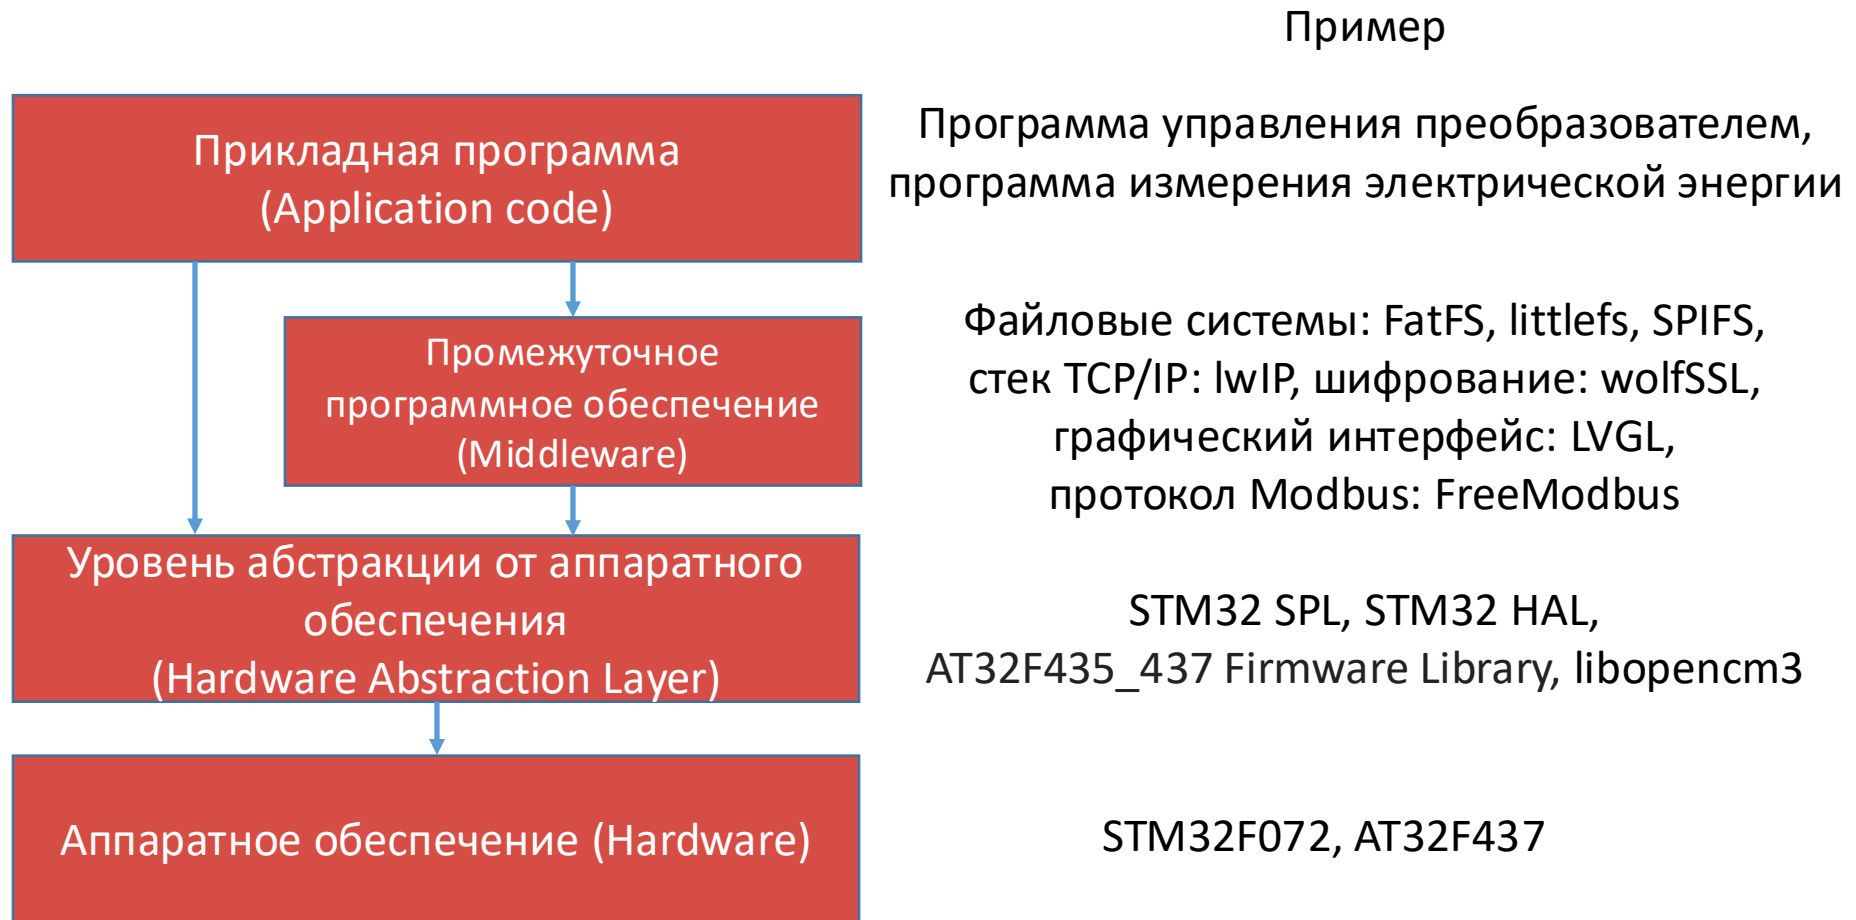 Пример
Прикладная программа
(Application code)
Программа управления преобразователем,
программа измерения электрической энергии
Промежуточное
программное обеспечение
(Middleware)
Файловые системы: FatFS, littlefs, SPIFS,
стек TCP/IP: lwIP, шифрование: wolfSSL,
графический интерфейс: LVGL,
протокол Modbus: FreeModbus
Уровень абстракции от аппаратного
обеспечения
(Hardware Abstraction Layer)
STM32 SPL, STM32 HAL,
AT32F435_437 Firmware Library, libopencm3
Аппаратное обеспечение (Hardware)
STM32F072, AT32F437